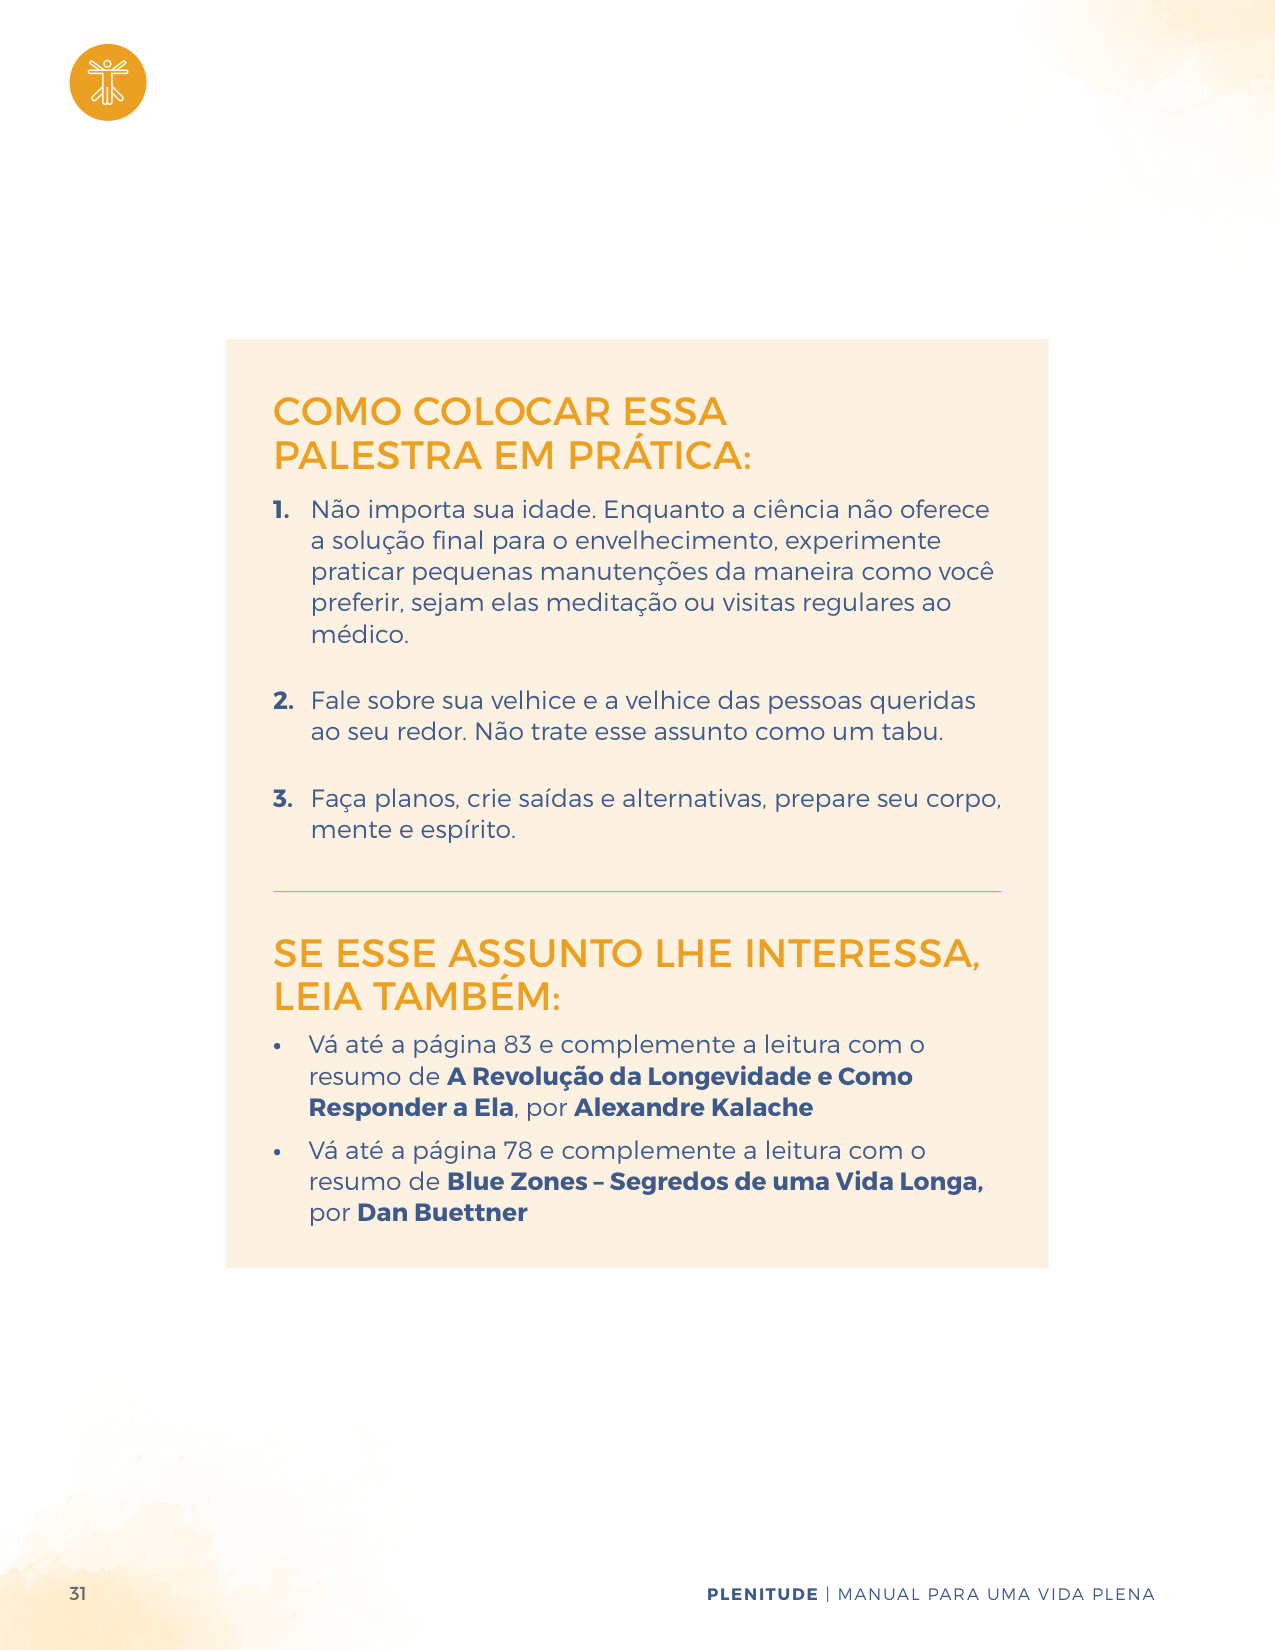 COMO COLOCAR ESSA
PALESTRA EM PRÁTICA:
1. Não importa sua idade. Enquanto a ciência não oferece
a solução final para o envelhecimento, experimente
praticar pequenas manutenções da maneira como você
preferir, sejam elas meditação ou visitas regulares ao
médico.
2. Fale sobre sua velhice e a velhice das pessoas queridas
ao seu redor. Não trate esse assunto como um tabu.
3. Faça planos, crie saídas e alternativas, prepare seu corpo,
mente e espírito.
SE ESSE ASSUNTO LHE INTERESSA,
LEIA TAMBÉM:
• Vá até a página 83 e complemente a leitura com o
resumo de A Revolução da Longevidade e Como
Responder a Ela, por Alexandre Kalache
• Vá até a página 78 e complemente a leitura com o
resumo de Blue Zones – Segredos de uma Vida Longa,
por Dan Buettner
31
PLENITUDE | MANUAL PARA UMA VIDA PLENA